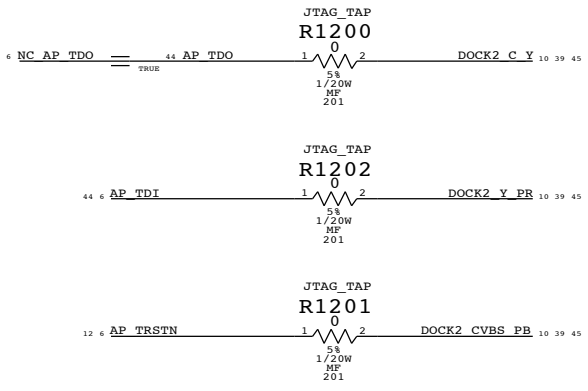 JTAG_TAP
R1200
0
6 NC_AP_TDO 44 AP_TDO 1 2 DOCK2_C_Y 10 39 45
TRUE
5%
1/20W
MF
201
JTAG_TAP
R1202
0
44 6 AP_TDI 1 2 DOCK2_Y_PR 10 39 45
5%
1/20W
MF
201
JTAG_TAP
R1201
0
12 6 AP_TRSTN 1 2 DOCK2_CVBS_PB 10 39 45
5%
1/20W
MF
201